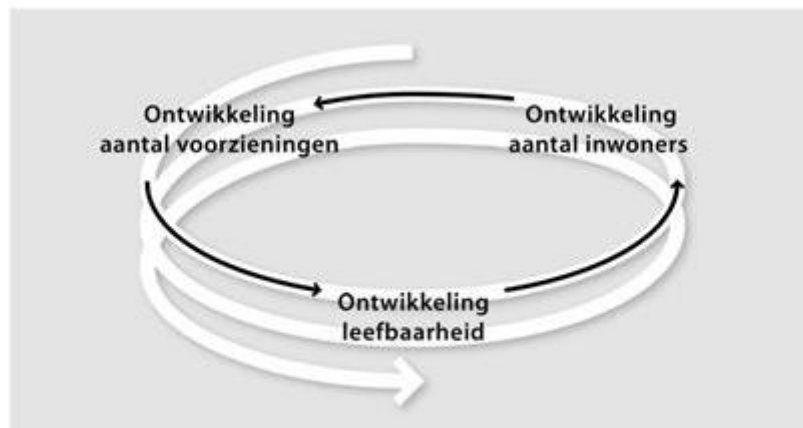 Ontwikkeling
aantal voorzieningen
Ontwikkeling
aantal inwoners
Ontwikkeling
leefbaarheid